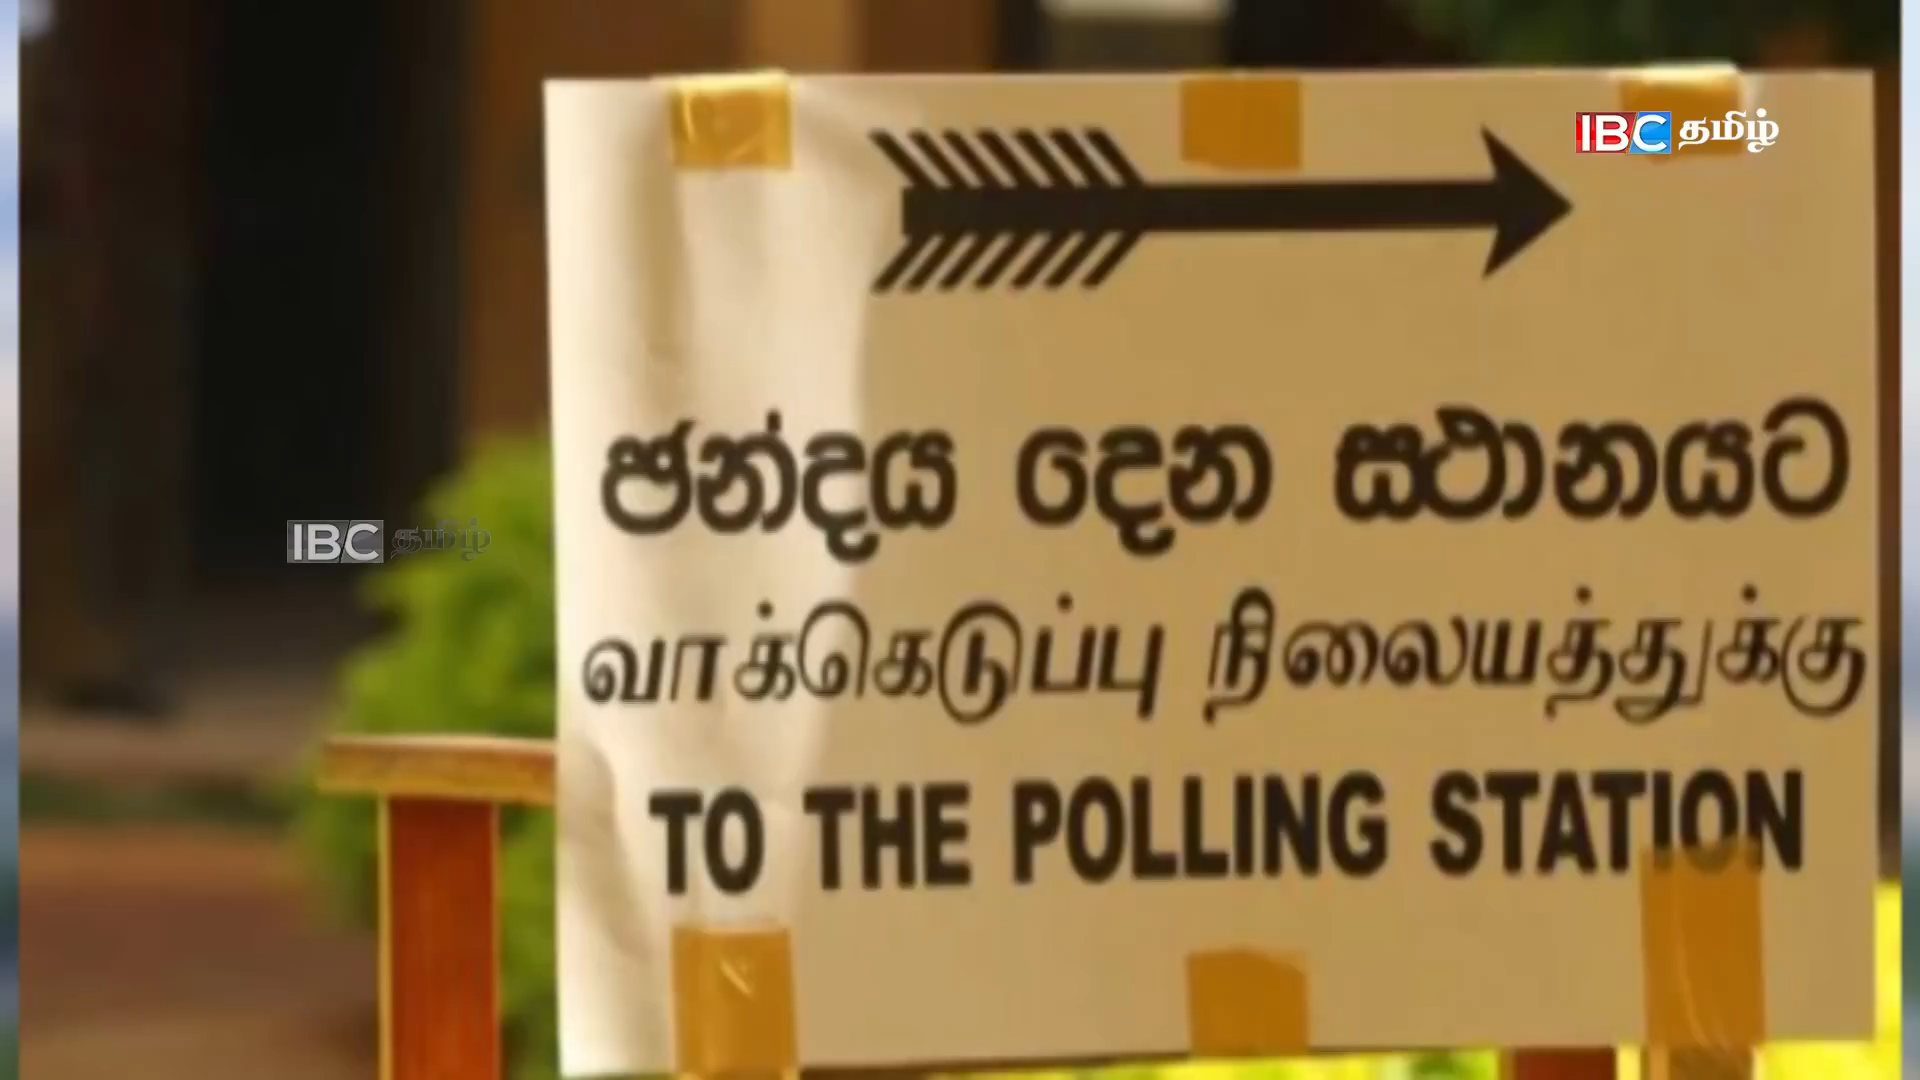 IBC தமிழ்
ඡන්දය දෙන ස්ථානයට
IBC தமிழ்
வாக்கெடுப்பு நிலையத்துக்கு
TO THE POLLING STATION